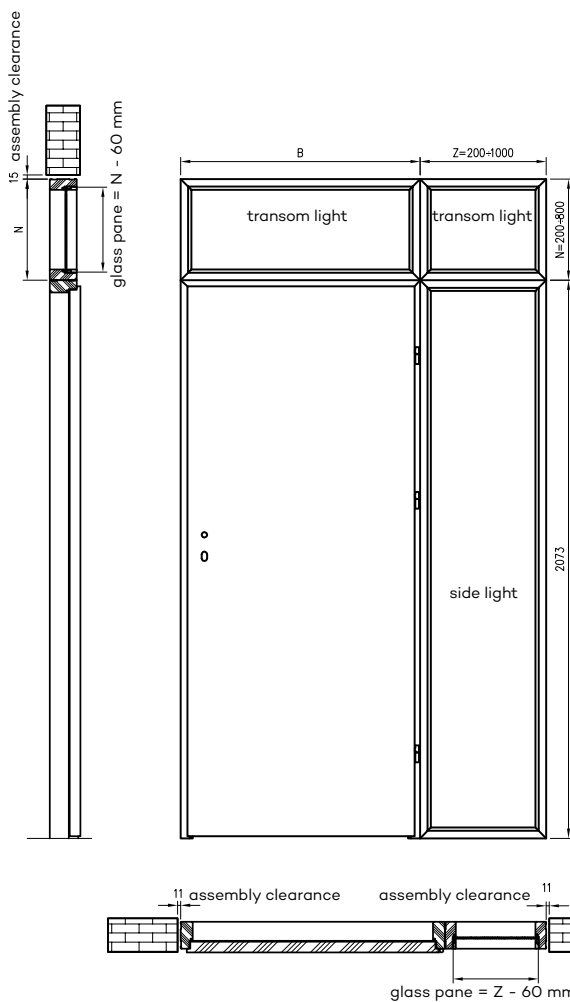 15 assembly clearance
N
glass pane = N - 60 mm
B
Z=200÷1000
transom light
transom light
N=200÷800
2073
side light
11 assembly clearance
assembly clearance 11
glass pane = Z - 60 mm